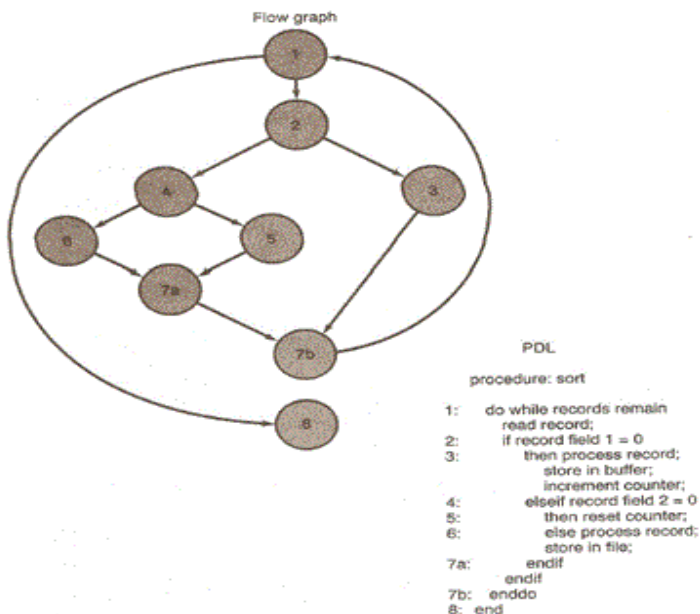 Flow graph
1
2
4
3
6
5
7a
7b
8
PDL
procedure: sort
1: do while records remain
read record;
2: if record field 1 = 0
3: then process record;
store in buffer;
increment counter;
4: elseif record field 2 = 0
5: then reset counter;
6: else process record;
store in file;
7a: endif
endif
7b: enddo
8: end